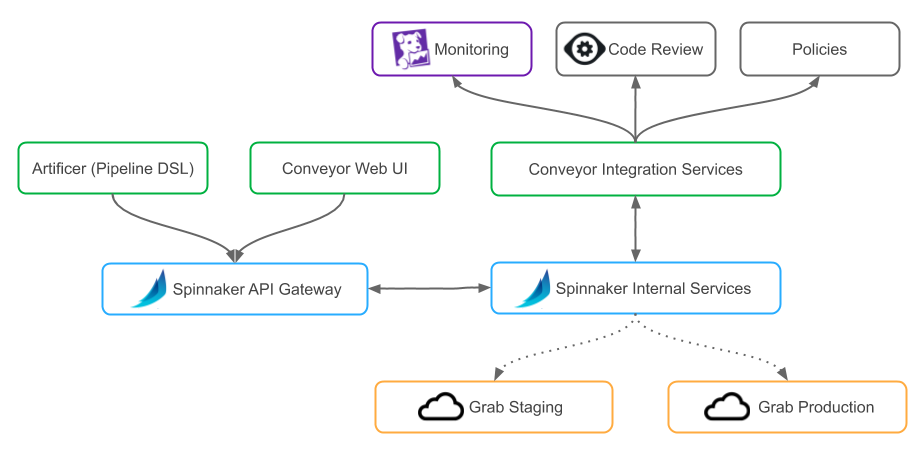 Monitoring
Code Review
Policies
Artificer (Pipeline DSL)
Conveyor Web UI
Conveyor Integration Services
Spinnaker API Gateway
Spinnaker Internal Services
Grab Staging
Grab Production